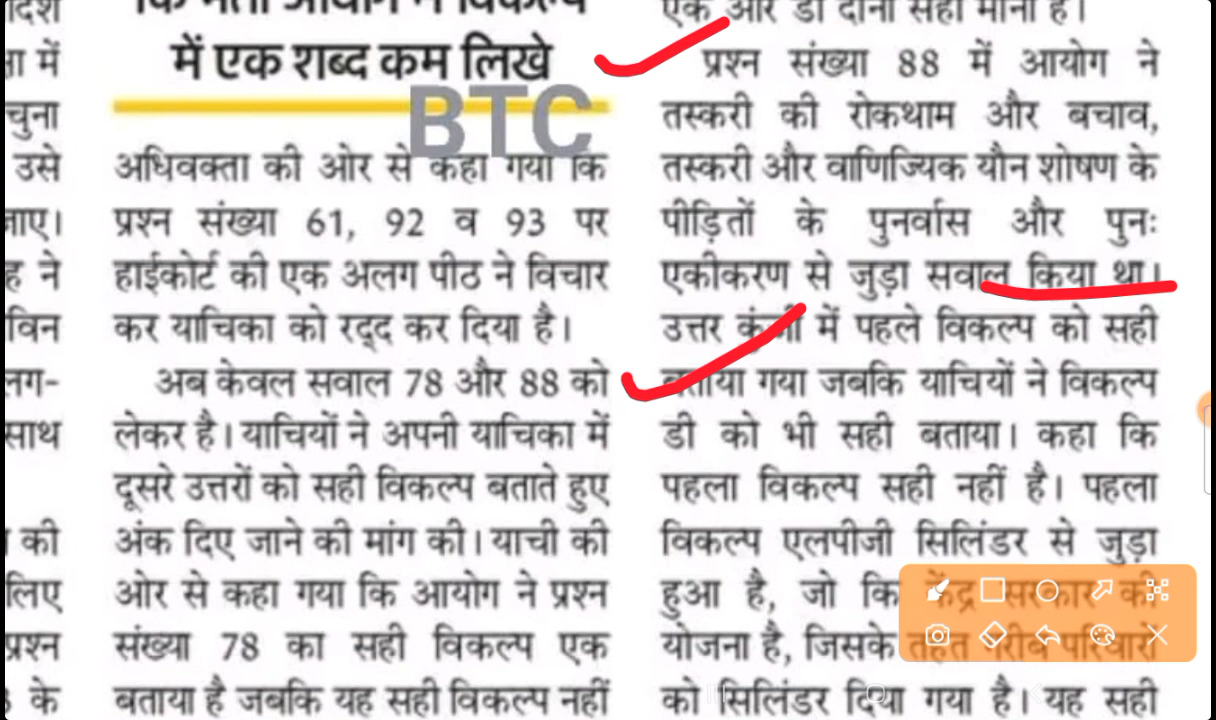 में एक शब्द कम लिखे
BTC
अधिवक्ता की ओर से कहा गया कि
प्रश्न संख्या 61, 92 व 93 पर
हाईकोर्ट की एक अलग पीठ ने विचार
कर याचिका को रद्द कर दिया है।
अब केवल सवाल 78 और 88 को
लेकर है। याचियों ने अपनी याचिका में
दूसरे उत्तरों को सही विकल्प बताते हुए
अंक दिए जाने की मांग की। याची की
ओर से कहा गया कि आयोग ने प्रश्न
संख्या 78 का सही विकल्प एक
बताया है जबकि यह सही विकल्प नहीं
एक और डी दोनों सही माना है।
प्रश्न संख्या 88 में आयोग ने
तस्करी की रोकथाम और बचाव,
तस्करी और वाणिज्यिक यौन शोषण के
पीड़ितों के पुनर्वास और पुनः
एकीकरण से जुड़ा सवाल किया था।
उत्तर कुंजी में पहले विकल्प को सही
बताया गया जबकि याचियों ने विकल्प
डी को भी सही बताया। कहा कि
पहला विकल्प सही नहीं है। पहला
विकल्प एलपीजी सिलिंडर से जुड़ा
हुआ है, जो कि केंद्र सरकार की
योजना है, जिसके तहत गरीब परिवारों
को सिलिंडर दिया गया है। यह सही